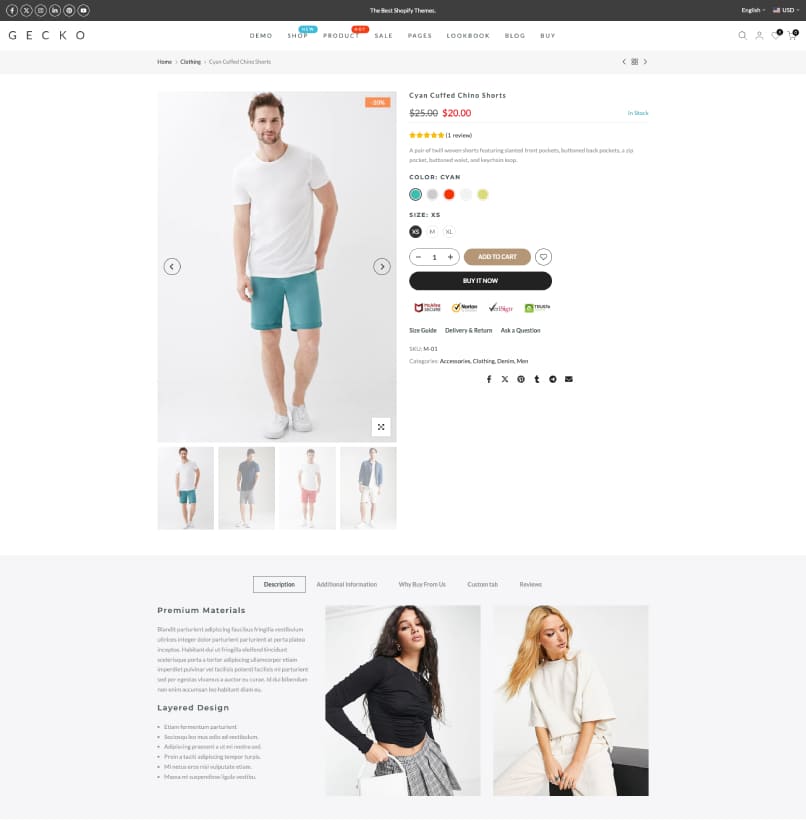 The Best Shopify Themes.
English
USD
GECKO
DEMO
SHOP
NEW
PRODUCT
HOT
SALE
PAGES
LOOKBOOK
BLOG
BUY
0
0
Home > Clothing > Cyan Cuffed Chino Shorts
-20%
Cyan Cuffed Chino Shorts
$25.00 $20.00
In Stock
(1 review)
A pair of twill woven shorts featuring slanted front pockets, buttoned back pockets, a zip
pocket, buttoned waist, and keychain loop.
COLOR: CYAN
SIZE: XS
XS M XL
− 1 +
ADD TO CART
BUY IT NOW
McAfee SECURE
Norton
VeriSign
TRUSTe
Size Guide Delivery & Return Ask a Question
SKU: M-01
Categories: Accessories, Clothing, Denim, Men
Description
Additional Information
Why Buy From Us
Custom tab
Reviews
Premium Materials
Blandit parturient adipiscing faucibus fringilla vestibulum
ultrices integer dolor parturient parturient at porta platea
inceptos. Habitant dui ut fringilla eleifend tincidunt
scelerisque porta a tortor adipiscing ullamcorper etiam
imperdiet pulvinar vel facilisis potenti facilisis mi parturient
sed per egestas vivamus a auctor eu curae. Id dui bibendum
non enim accumsan leo habitant diam eu.
Layered Design
Etiam fermentum parturient
Sociosqu leo mus odio ad vestibulum.
Adipiscing praesent a ut mi nostra sed.
Proin a taciti adipiscing tempor turpis.
Mi netus eros nisi vulputate etiam.
Massa mi suspendisse ligula vestibu.